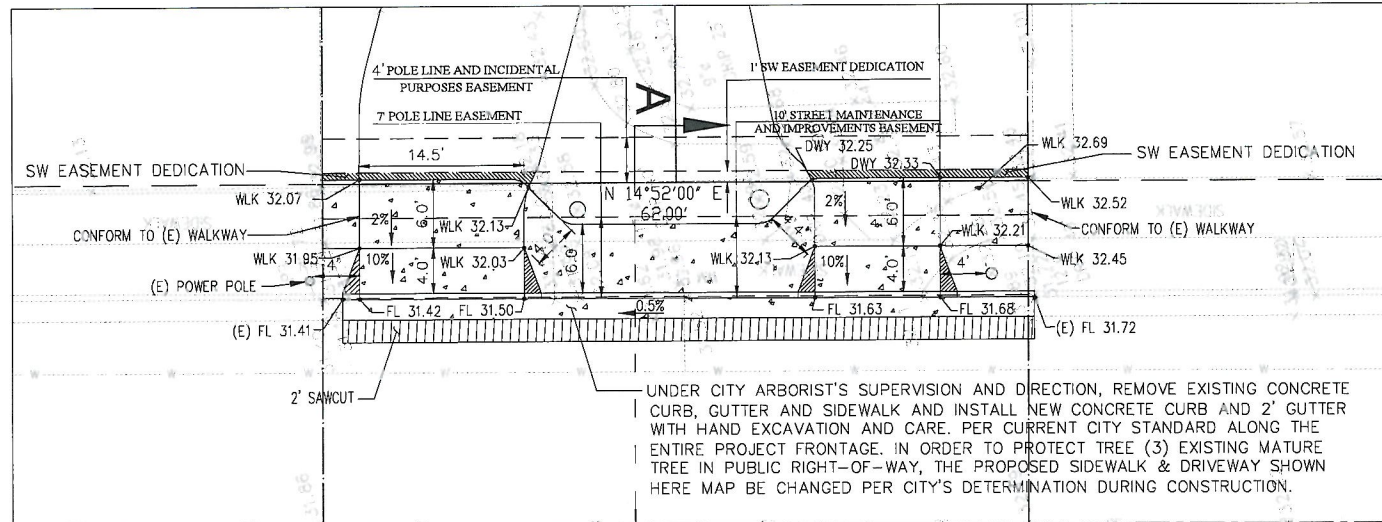 4' POLE LINE AND INCIDENTAL
PURPOSES EASEMENT
7' POLE LINE EASEMENT
A
1' SW EASEMENT DEDICATION
10' STREET MAINTENANCE
AND IMPROVEMENTS EASEMENT
14.5'
DWY 32.25
DWY 32.33
WLK 32.69
SW EASEMENT DEDICATION
SW EASEMENT DEDICATION
N 14°52'00" E
62.00'
WLK 32.07
2%
6.0'
WLK 32.13
2%
6.0'
WLK 32.52
CONFORM TO (E) WALKWAY
WLK 32.21
CONFORM TO (E) WALKWAY
SIDEWALK
SIDEWALK
WLK 31.95
4'
10%
4.0'
WLK 32.03
4.0'
6.0'
WLK 32.13
10%
4.0'
4'
WLK 32.45
(E) POWER POLE
FL 31.42
FL 31.50
0.5%
FL 31.63
FL 31.68
(E) FL 31.41
(E) FL 31.72
2' SAWCUT
UNDER CITY ARBORIST'S SUPERVISION AND DIRECTION, REMOVE EXISTING CONCRETE
CURB, GUTTER AND SIDEWALK AND INSTALL NEW CONCRETE CURB AND 2' GUTTER
WITH HAND EXCAVATION AND CARE. PER CURRENT CITY STANDARD ALONG THE
ENTIRE PROJECT FRONTAGE. IN ORDER TO PROTECT TREE (3) EXISTING MATURE
TREE IN PUBLIC RIGHT-OF-WAY, THE PROPOSED SIDEWALK & DRIVEWAY SHOWN
HERE MAP BE CHANGED PER CITY'S DETERMINATION DURING CONSTRUCTION.